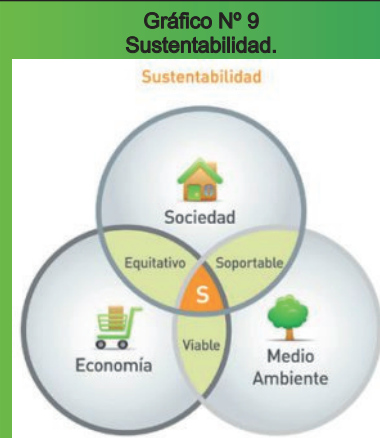 Gráfico Nº 9
Sustentabilidad.
Sustentabilidad
Sociedad
Equitativo
Soportable
S
Economía
Viable
Medio
Ambiente